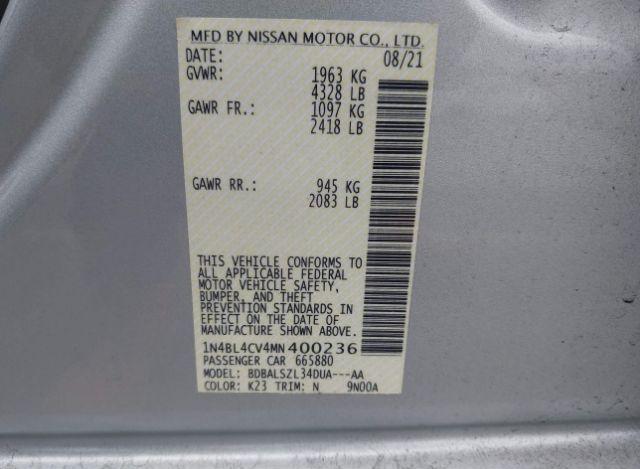 MFD BY NISSAN MOTOR CO., LTD.
DATE: 08/21
GVWR: 1963 KG
4328 LB
GAWR FR.: 1097 KG
2418 LB
GAWR RR.: 945 KG
2083 LB
THIS VEHICLE CONFORMS TO
ALL APPLICABLE FEDERAL
MOTOR VEHICLE SAFETY,
BUMPER, AND THEFT
PREVENTION STANDARDS IN
EFFECT ON THE DATE OF
MANUFACTURE SHOWN ABOVE.
1N4BL4CV4MN400236
PASSENGER CAR 665880
MODEL: BDBALSZL34DUA---AA
COLOR: K23 TRIM: N 9N00A